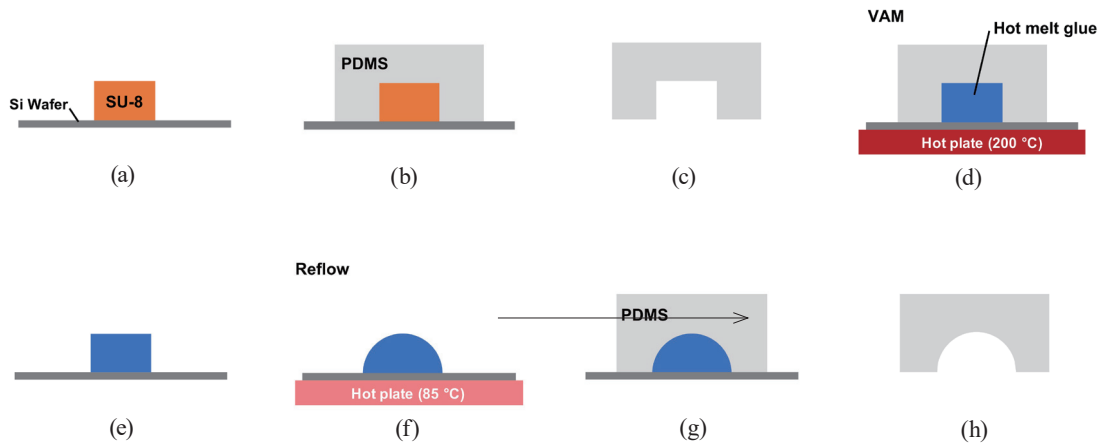 VAM
Hot melt glue
PDMS
Si Wafer
SU-8
Hot plate (200 °C)
(a)
(b)
(c)
(d)
Reflow
PDMS
Hot plate (85 °C)
(e)
(f)
(g)
(h)